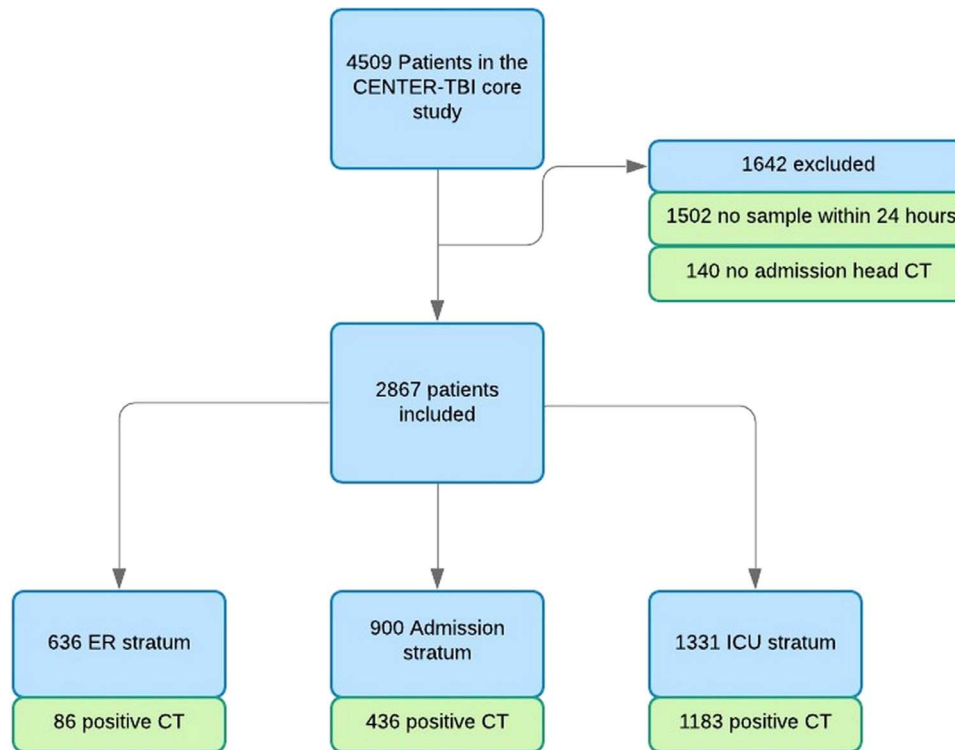 4509 Patients in the
CENTER-TBI core
study
1642 excluded
1502 no sample within 24 hours
140 no admission head CT
2867 patients
included
636 ER stratum
86 positive CT
900 Admission
stratum
436 positive CT
1331 ICU stratum
1183 positive CT